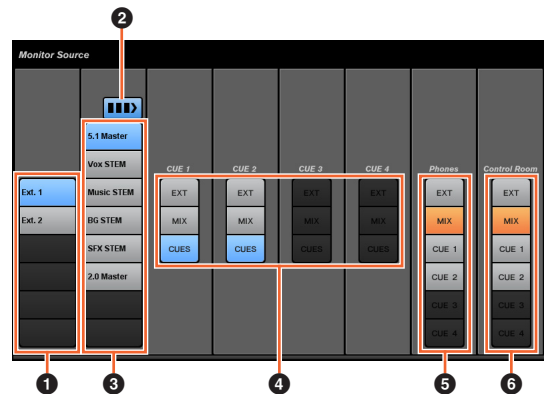 2
Monitor Source
5.1 Master
Vox STEM
CUE 1 CUE 2 CUE 3 CUE 4 Phones Control Room
Ext. 1 Music STEM EXT EXT EXT EXT EXT EXT
Ext. 2 BG STEM MIX MIX MIX MIX MIX MIX
SFX STEM CUES CUES CUES CUES CUE 1 CUE 1
2.0 Master CUE 2 CUE 2
CUE 3 CUE 3
CUE 4 CUE 4
1 3 4 5 6